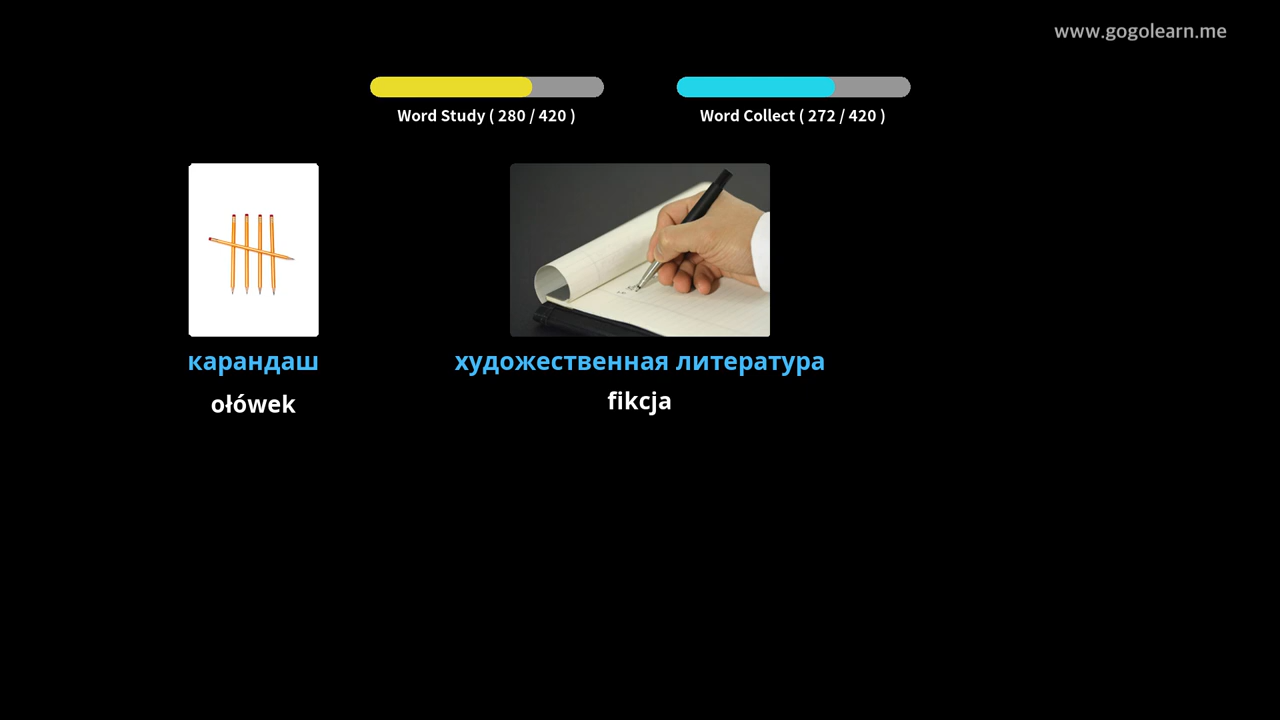 www.gogolearn.me
Word Study ( 280 / 420 )
Word Collect ( 272 / 420 )
карандаш
ołówek
художественная литература
fikcja